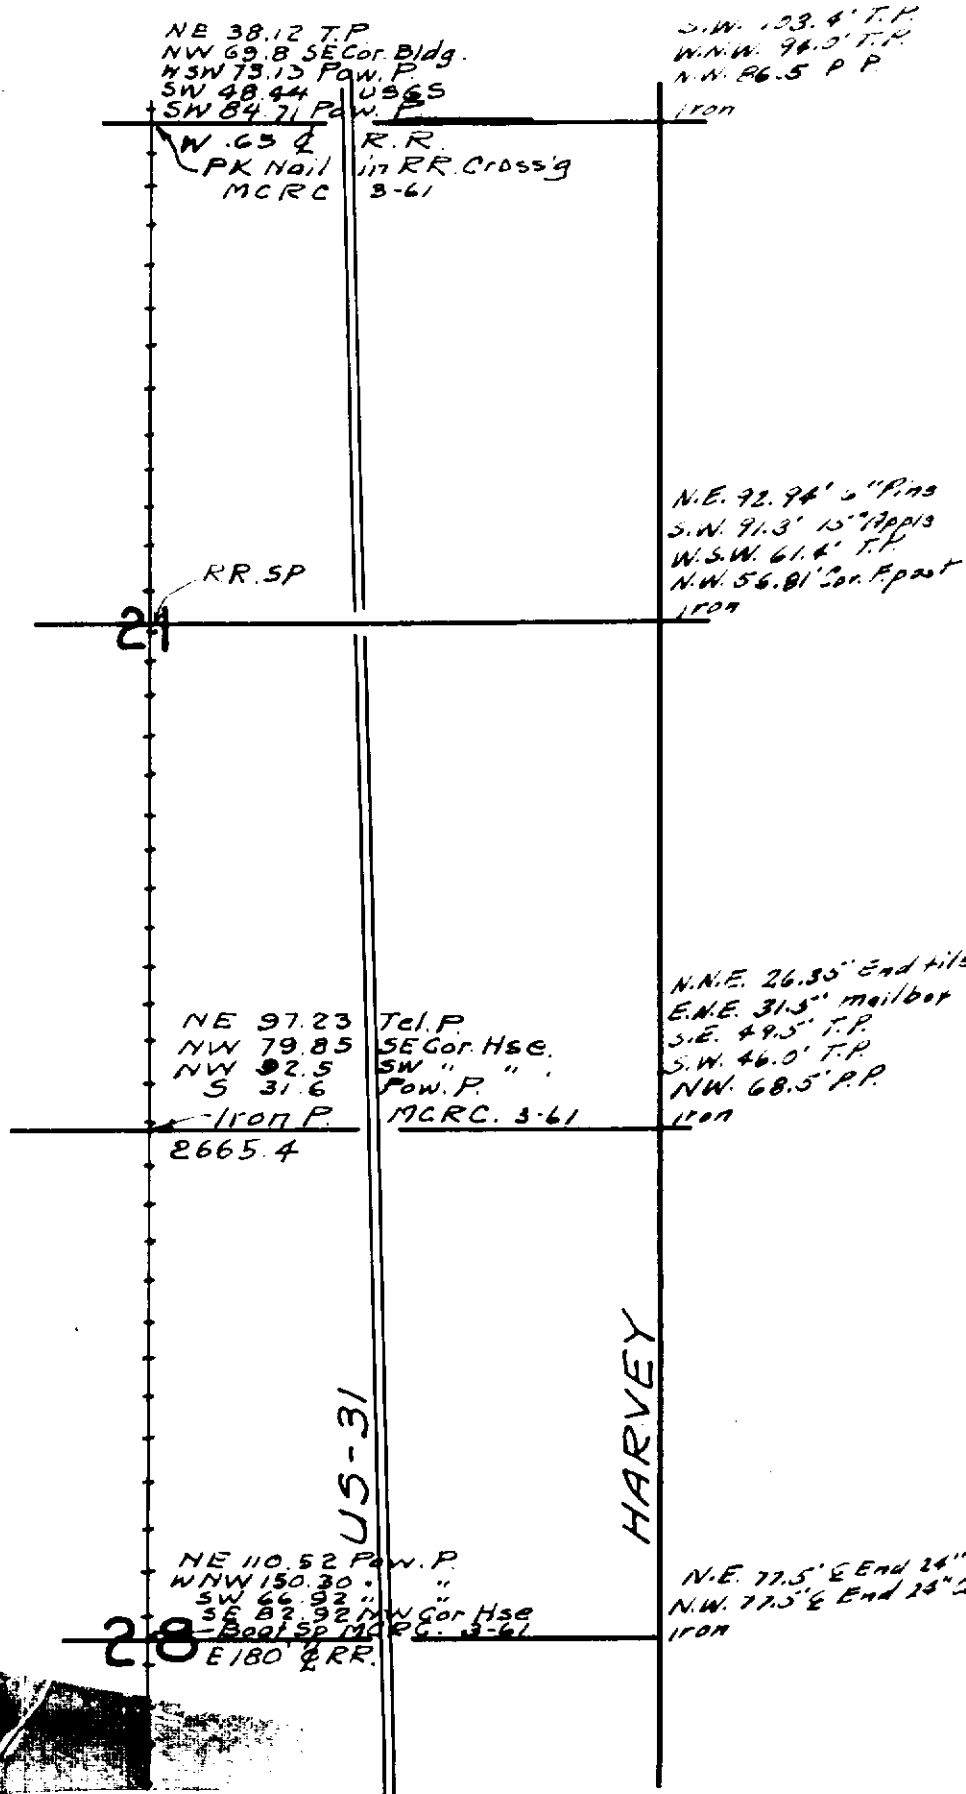 NE 38.12 T.P.
NW 69.8 SE Cor. Bldg.
WSW 73.13 Pow. P.
SW 48.44 USGS
SW 84.71 Pow. P.
W .65 ℄ R.R.
PK Nail in RR. Cross'g
MCRC 3-61
S.W. 103.4' T.P.
W.N.W. 94.0' T.P.
N.W. 86.5 P P
iron
RR. SP
21
N.E. 92.94' 6" Pine
S.W. 91.3' 15" Apple
W.S.W. 61.4' T.P.
N.W. 56.81' Cor. F. post
iron
NE 97.23 Tel. P.
NW 79.85 SE Cor. Hse.
NW 92.5 SW " "
S 31.6 Pow. P.
Iron P. MCRC. 3-61
2665.4
N.N.E. 26.35' End tile
E.N.E. 31.5' mailbox
S.E. 49.5' T.P.
S.W. 46.0' T.P.
NW. 68.5' P.P.
iron
US-31
HARVEY
NE 110.52 Pow. P.
WNW 150.30 " "
SW 66.92 " "
SE 82.92 NW Cor Hse
Boat Sp MCRC. 3-61
28
E 180 ℄ RR.
N.E. 77.5' ℄ End 24"
N.W. 77.5' ℄ End 24"
iron